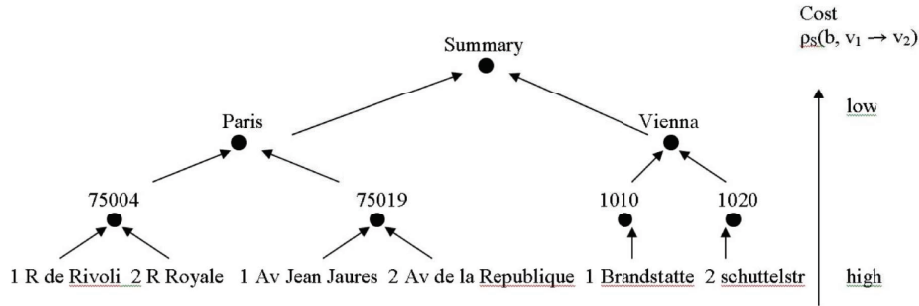 Cost
ρS(b, v1 → v2)
Summary
low
Paris
Vienna
75004
75019
1010
1020
1 R de Rivoli 2 R Royale 1 Av Jean Jaures 2 Av de la Republique 1 Brandstatte 2 schuttelstr
high